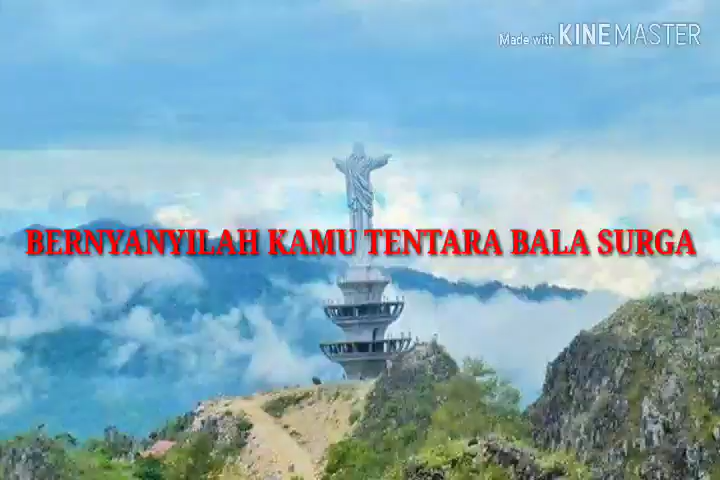 Made with KINEMASTER
BERNYANYILAH KAMU TENTARA BALA SURGA